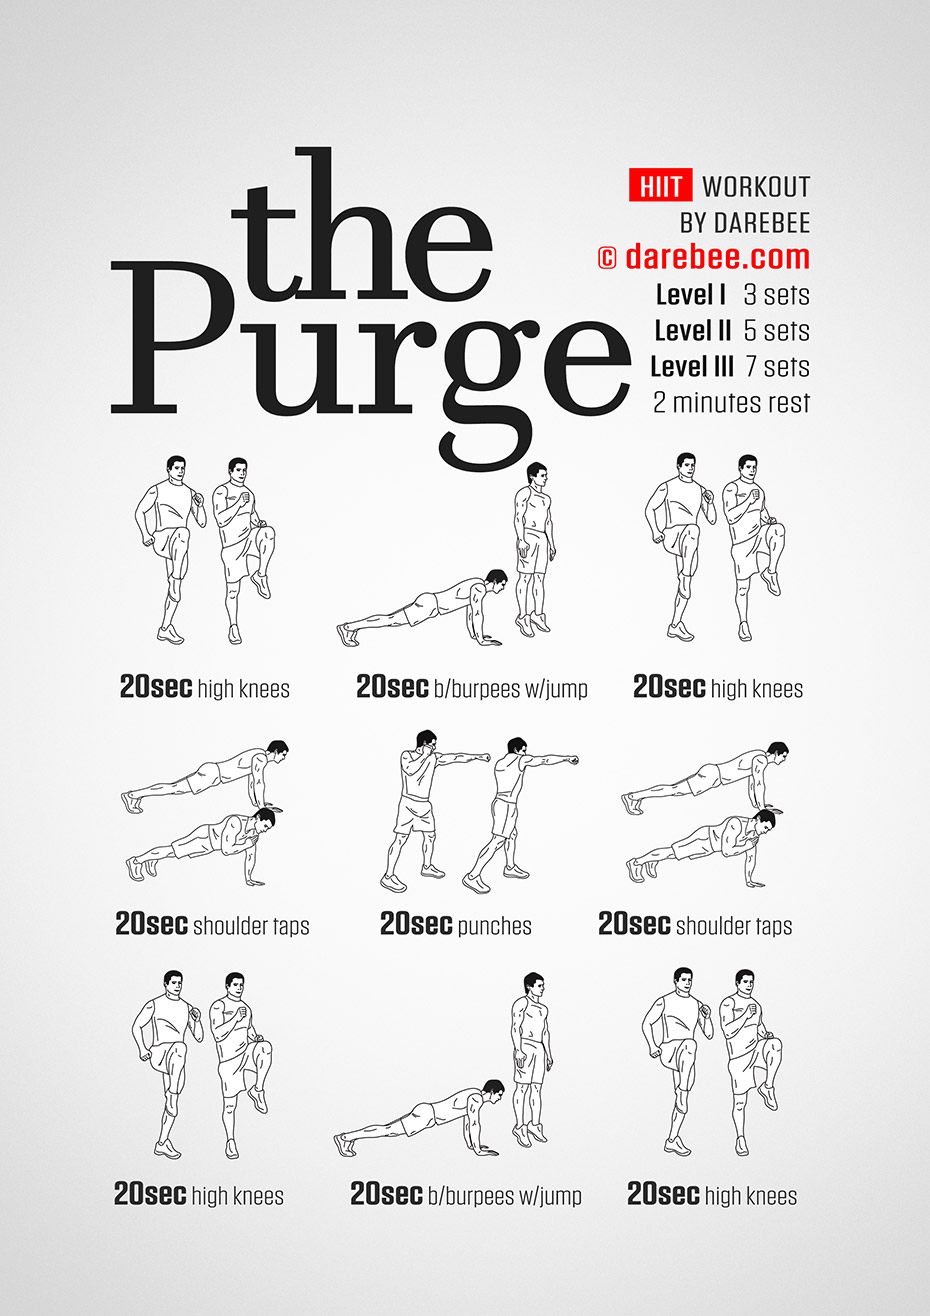 the
Purge
HIIT WORKOUT
BY DAREBEE
© darebee.com
Level I 3 sets
Level II 5 sets
Level III 7 sets
2 minutes rest
20sec high knees
20sec b/burpees w/jump
20sec high knees
20sec shoulder taps
20sec punches
20sec shoulder taps
20sec high knees
20sec b/burpees w/jump
20sec high knees